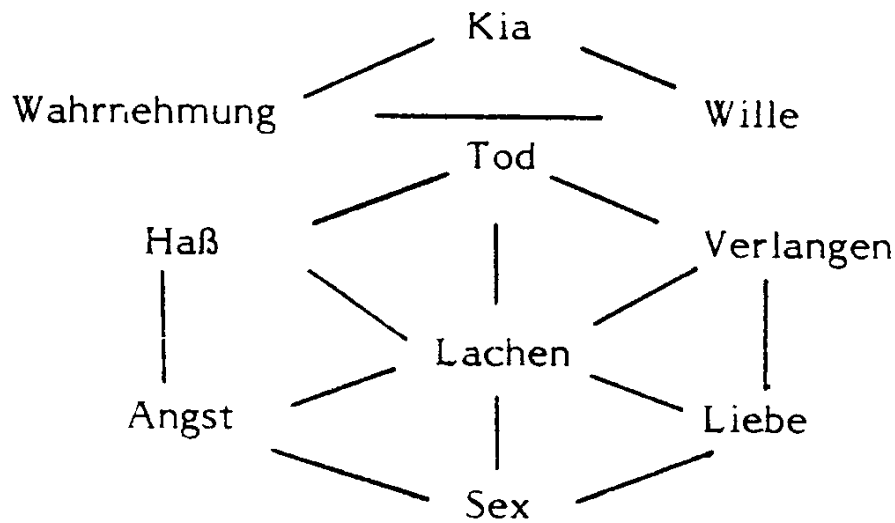 Kia
Wahrnehmung Wille
Tod
Haß Verlangen
Lachen
Angst Liebe
Sex